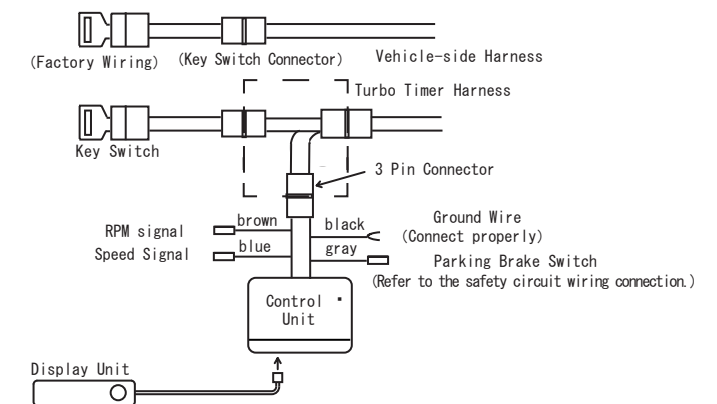 (Factory Wiring)
(Key Switch Connector)
Vehicle-side Harness
Turbo Timer Harness
Key Switch
3 Pin Connector
RPM signal
brown
black
Ground Wire
(Connect properly)
Speed Signal
blue
gray
Parking Brake Switch
(Refer to the safety circuit wiring connection.)
Control
Unit
Display Unit